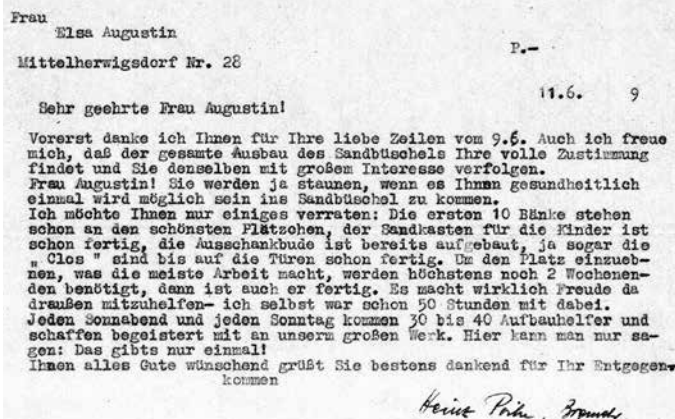 Frau
Elsa Augustin
P.-
Mittelherwigsdorf Nr. 28
11.6. 9
Sehr geehrte Frau Augustin!
Vorerst danke ich Ihnen für Ihre liebe Zeilen vom 9.6. Auch ich freue
mich, daß der gesamte Ausbau des Sandbüschels Ihre volle Zustimmung
findet und Sie denselben mit großem Interesse verfolgen.
Frau Augustin! Sie werden ja staunen, wenn es Ihnen gesundheitlich
einmal wird möglich sein ins Sandbüschel zu kommen.
Ich möchte Ihnen nur einiges verraten: Die ersten 10 Bänke stehen
schon an den schönsten Plätzchen, der Sandkasten für die Kinder ist
schon fertig, die Ausschankbude ist bereits aufgebaut, ja sogar die
„ Clos " sind bis auf die Türen schon fertig. Um den Platz einzueb-
nen, was die meiste Arbeit macht, werden höchstens noch 2 Wochenen-
den benötigt, dann ist auch er fertig. Es macht wirklich Freude da
draußen mitzuhelfen- ich selbst war schon 50 Stunden mit dabei.
Jeden Sonnabend und jeden Sonntag kommen 30 bis 40 Aufbauhelfer und
schaffen begeistert mit an unserm großen Werk. Hier kann man nur sa-
gen: Das gibts nur einmal!
Ihnen alles Gute wünschend grüßt Sie bestens dankend für Ihr Entgegen-
kommen
Heinz